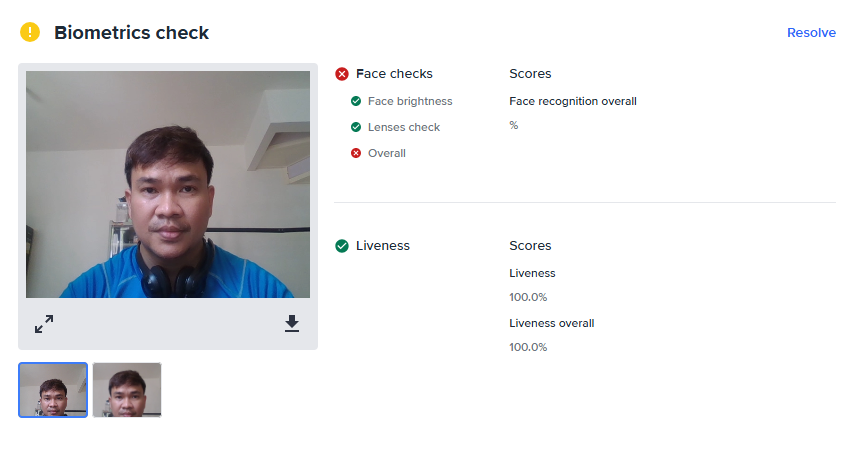 Biometrics check
Resolve
Face checks
Face brightness
Lenses check
Overall
Scores
Face recognition overall
%
Liveness
Scores
Liveness
100.0%
Liveness overall
100.0%